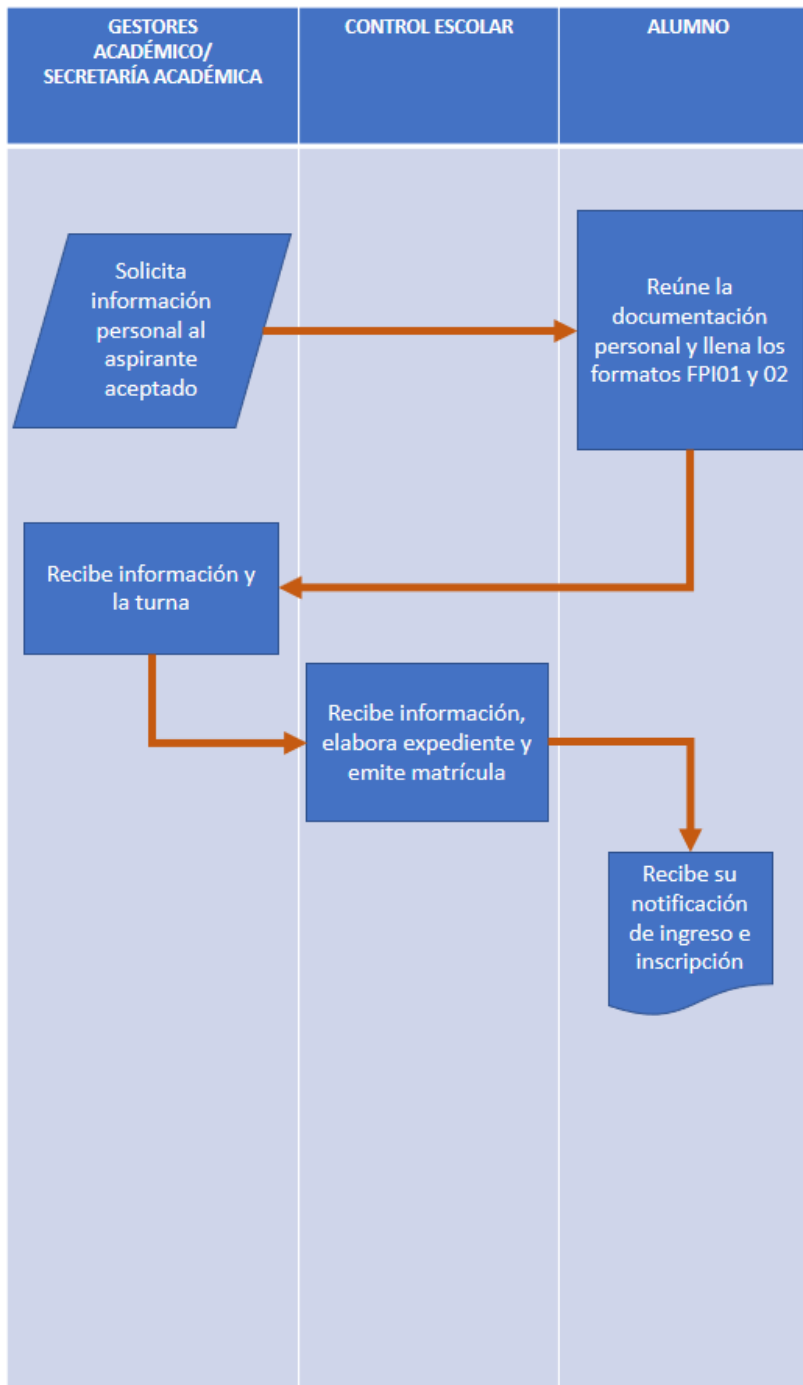 GESTORES
ACADÉMICO/
SECRETARÍA ACADÉMICA
CONTROL ESCOLAR
ALUMNO
Solicita
información
personal al
aspirante
aceptado
Reúne la
documentación
personal y llena los
formatos FPI01 y 02
Recibe información y
la turna
Recibe información,
elabora expediente y
emite matrícula
Recibe su
notificación
de ingreso e
inscripción